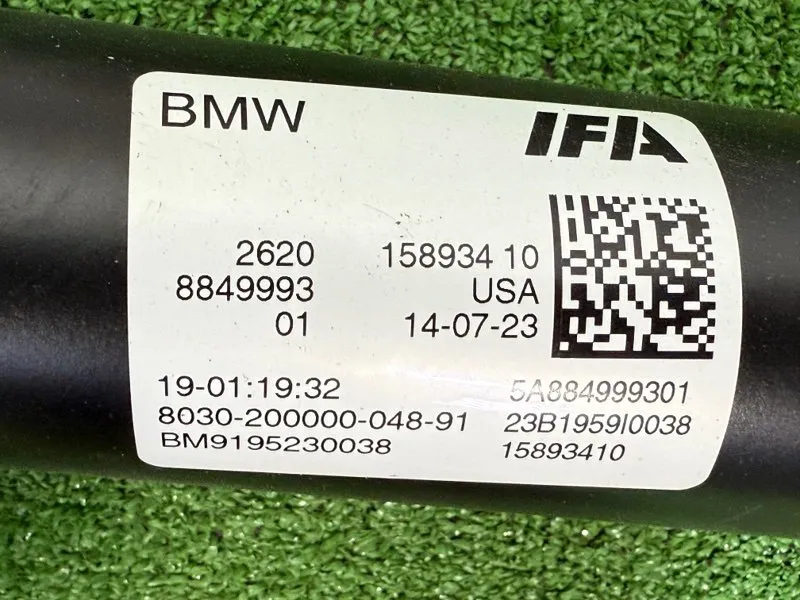 BMW IFA
2620 158934 10
8849993 USA
01 14-07-23
19-01:19:32 5A884999301
8030-200000-048-91 23B1959I0038
BM9195230038 15893410